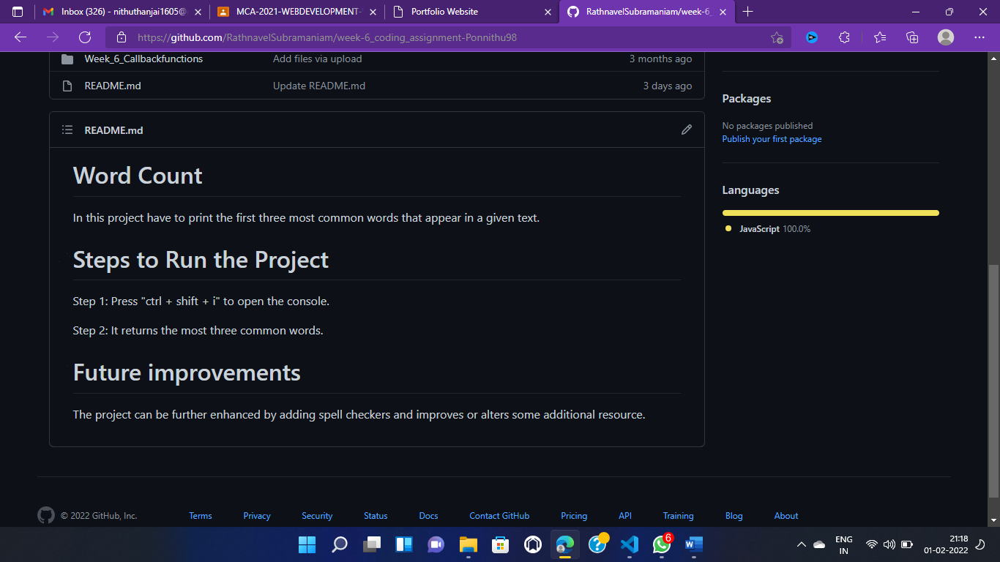 Inbox (326) - nithuthanjai1605@
MCA-2021-WEBDEVELOPMENT-
Portfolio Website
RathnavelSubramaniam/week-6_
https://github.com/RathnavelSubramaniam/week-6_coding_assignment-Ponnithu98
Week_6_Callbackfunctions Add files via upload 3 months ago
README.md Update README.md 3 days ago
README.md
Word Count
In this project have to print the first three most common words that appear in a given text.
Steps to Run the Project
Step 1: Press "ctrl + shift + i" to open the console.
Step 2: It returns the most three common words.
Future improvements
The project can be further enhanced by adding spell checkers and improves or alters some additional resource.
Packages
No packages published
Publish your first package
Languages
JavaScript 100.0%
© 2022 GitHub, Inc. Terms Privacy Security Status Docs Contact GitHub Pricing API Training Blog About
6
ENG
IN
21:18
01-02-2022